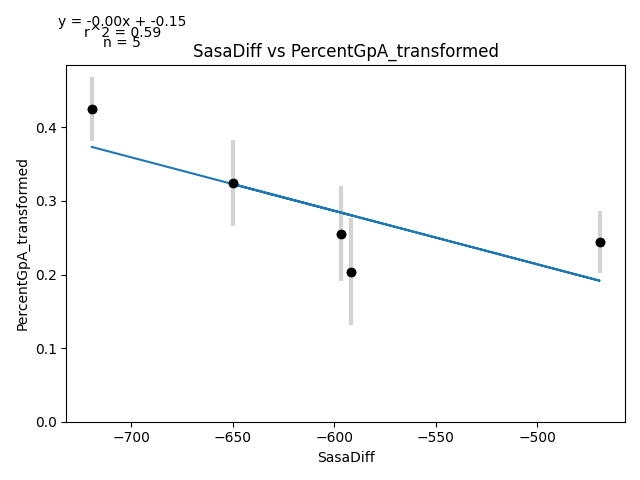 y = -0.00x + -0.15
r^2 = 0.59
n = 5
SasaDiff vs PercentGpA_transformed
PercentGpA_transformed
0.4
0.3
0.2
0.1
0.0
−700
−650
−600
−550
−500
SasaDiff